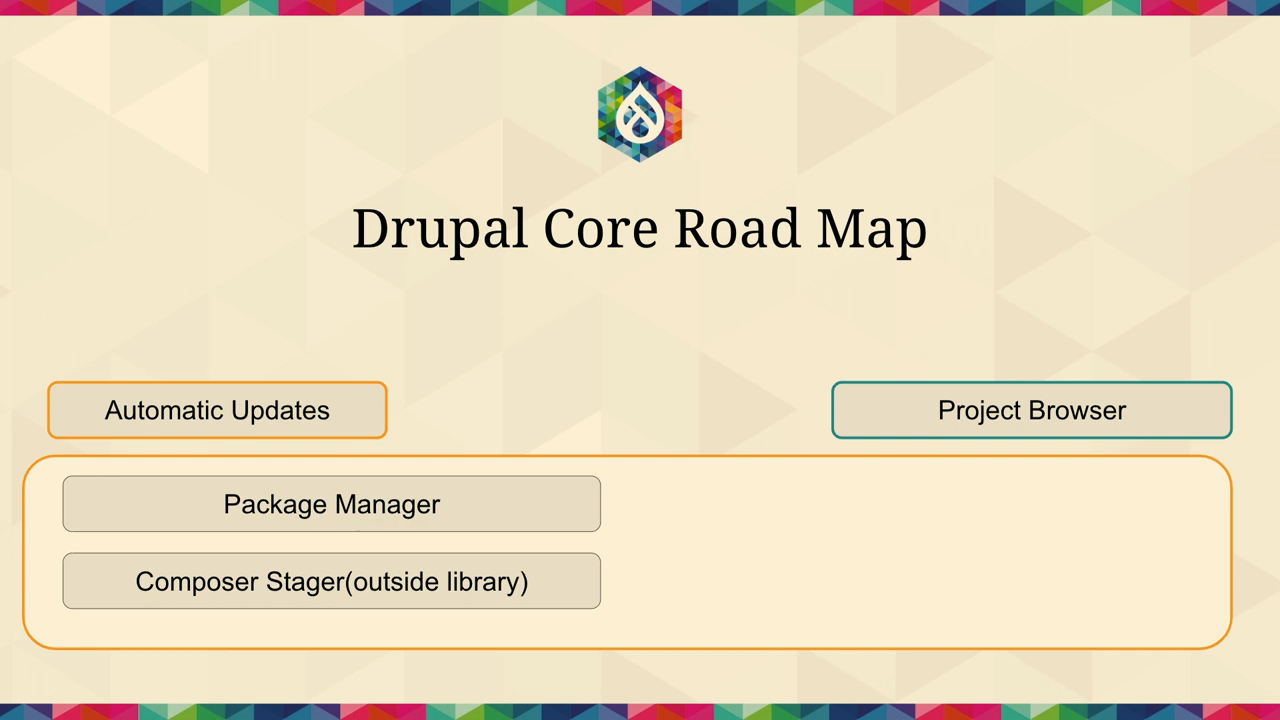 Drupal Core Road Map
Automatic Updates
Project Browser
Package Manager
Composer Stager(outside library)